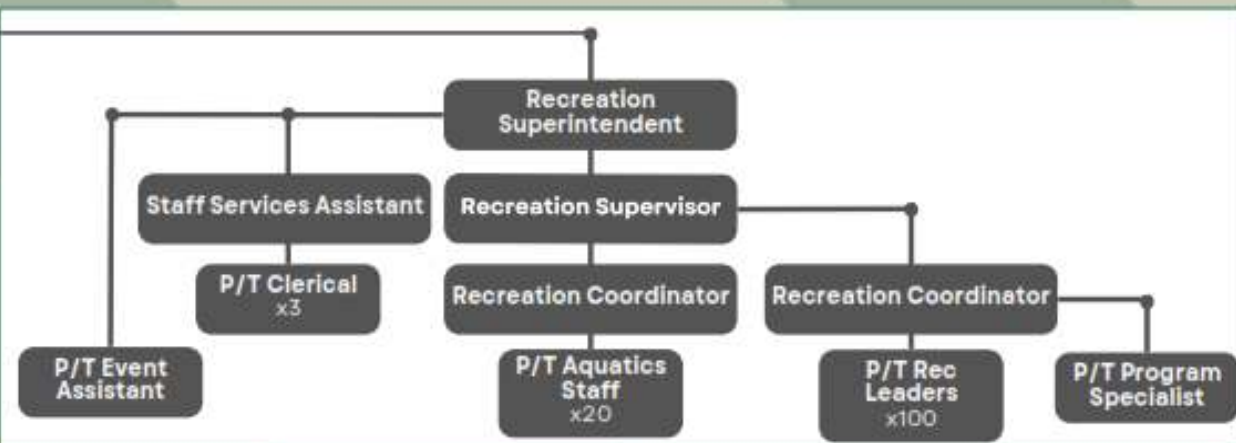 Recreation
Superintendent
Staff Services Assistant
Recreation Supervisor
P/T Clerical
x3
Recreation Coordinator
Recreation Coordinator
P/T Event
Assistant
P/T Aquatics
Staff
x20
P/T Rec
Leaders
x100
P/T Program
Specialist